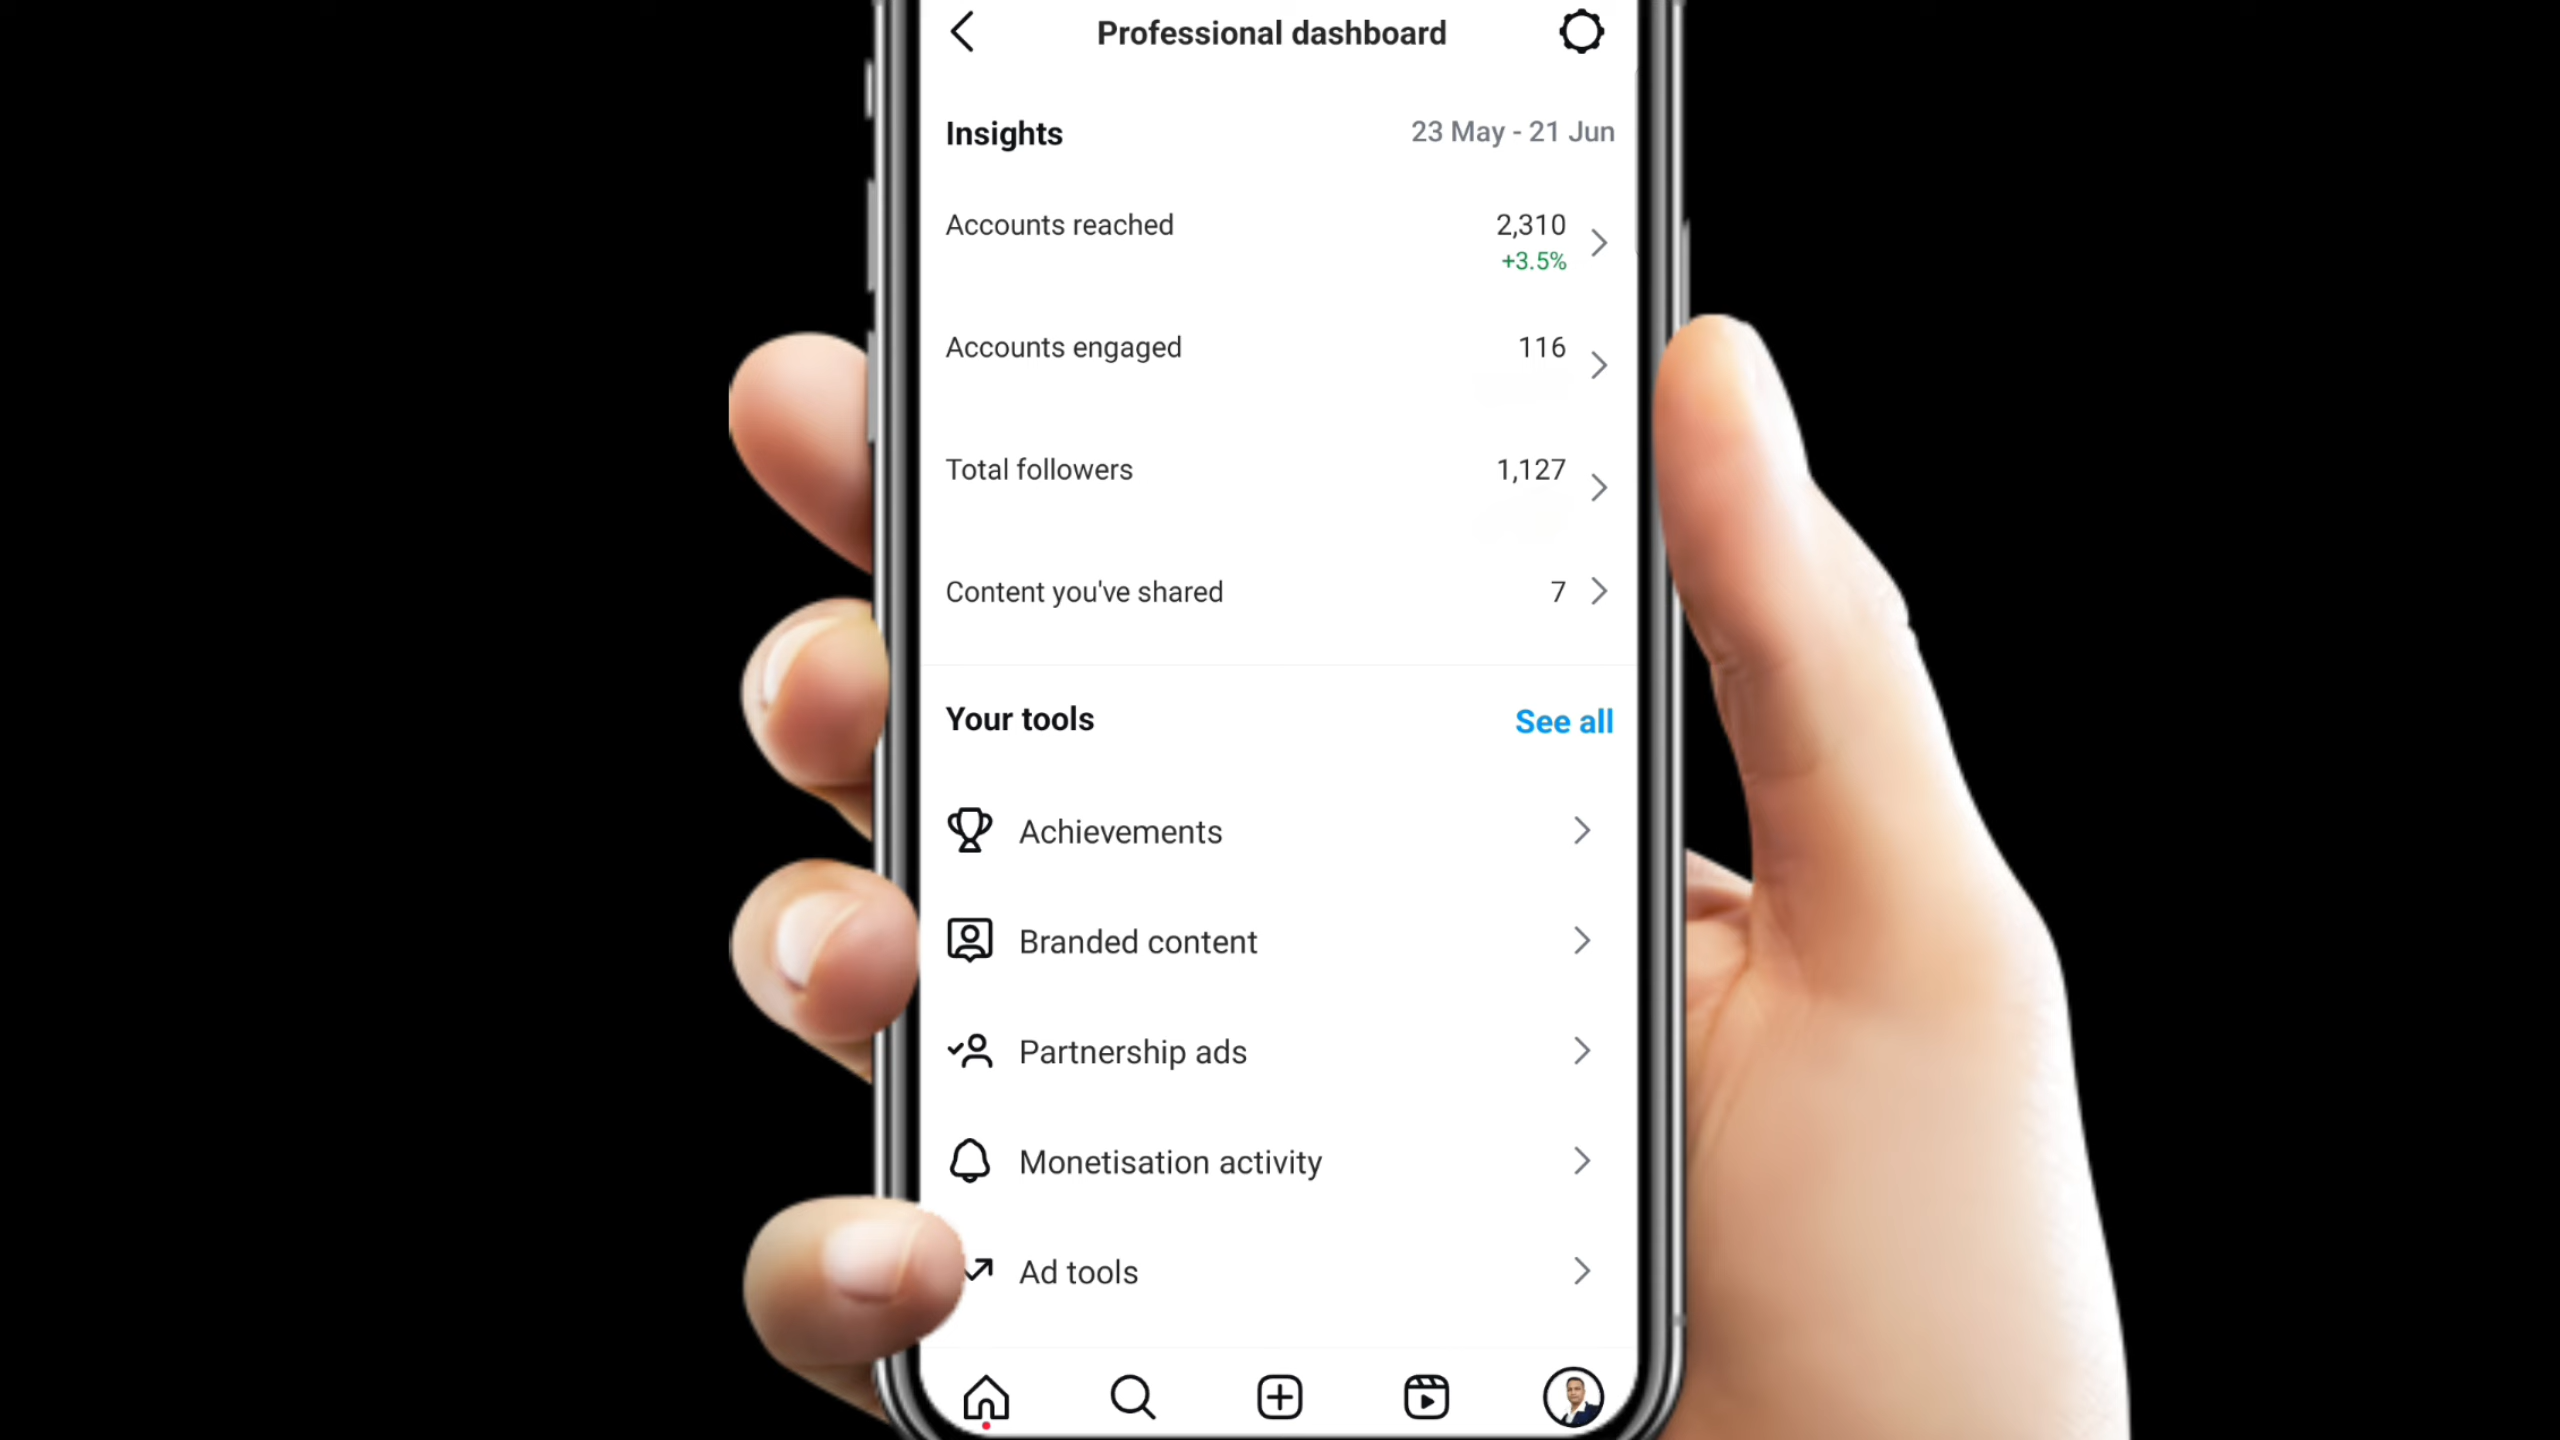 Professional dashboard
Insights 23 May - 21 Jun
Accounts reached 2,310
+3.5%
Accounts engaged 116
Total followers 1,127
Content you've shared 7
Your tools See all
Achievements
Branded content
Partnership ads
Monetisation activity
Ad tools